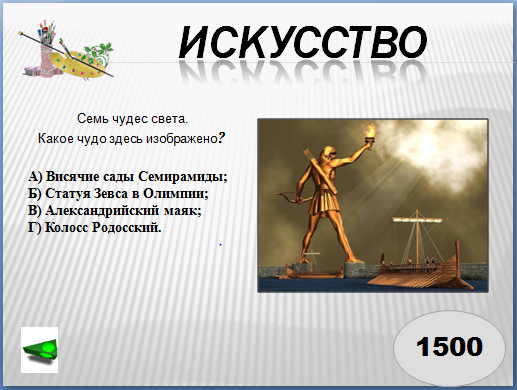 ИСКУССТВО
Семь чудес света.
Какое чудо здесь изображено?
А) Висячие сады Семирамиды;
Б) Статуя Зевса в Олимпии;
В) Александрийский маяк;
Г) Колосс Родосский.
.
1500